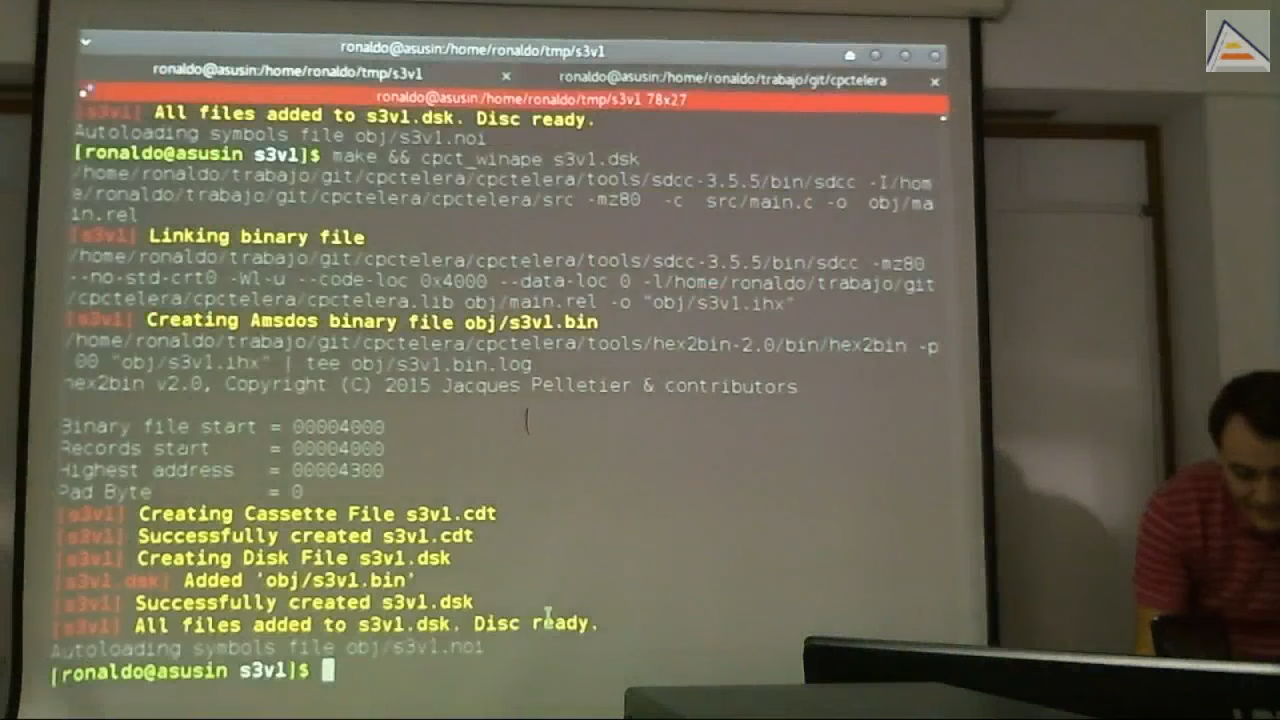 ronaldo@asusin:/home/ronaldo/tmp/s3v1
ronaldo@asusin:/home/ronaldo/tmp/s3v1 × ronaldo@asusin:/home/ronaldo/trabajo/git/cpctelera ×
ronaldo@asusin:/home/ronaldo/tmp/s3v1 78x27
[s3v1] All files added to s3v1.dsk. Disc ready.
Autoloading symbols file obj/s3v1.noi
[ronaldo@asusin s3v1]$ make && cpct_winape s3v1.dsk
/home/ronaldo/trabajo/git/cpctelera/cpctelera/tools/sdcc-3.5.5/bin/sdcc -I/hom
e/ronaldo/trabajo/git/cpctelera/cpctelera/src -mz80 -c src/main.c -o obj/ma
in.rel
[s3v1] Linking binary file
/home/ronaldo/trabajo/git/cpctelera/cpctelera/tools/sdcc-3.5.5/bin/sdcc -mz80
--no-std-crt0 -Wl-u --code-loc 0x4000 --data-loc 0 -l/home/ronaldo/trabajo/git
/cpctelera/cpctelera/cpctelera.lib obj/main.rel -o "obj/s3v1.ihx"
[s3v1] Creating Amsdos binary file obj/s3v1.bin
/home/ronaldo/trabajo/git/cpctelera/cpctelera/tools/hex2bin-2.0/bin/hex2bin -p
00 "obj/s3v1.ihx" | tee obj/s3v1.bin.log
hex2bin v2.0, Copyright (C) 2015 Jacques Pelletier & contributors
Binary file start = 00004000
Records start = 00004000
Highest address = 00004300
Pad Byte = 0
[s3v1] Creating Cassette File s3v1.cdt
[s3v1] Successfully created s3v1.cdt
[s3v1] Creating Disk File s3v1.dsk
[s3v1.dsk] Added 'obj/s3v1.bin'
[s3v1] Successfully created s3v1.dsk
[s3v1] All files added to s3v1.dsk. Disc ready.
Autoloading symbols file obj/s3v1.noi
[ronaldo@asusin s3v1]$